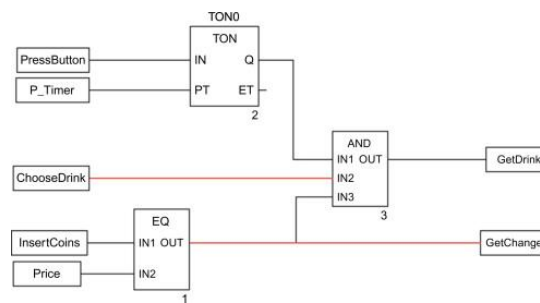 TON0
TON
PressButton
IN Q
P_Timer
PT ET
2
AND
IN1 OUT
GetDrink
ChooseDrink
IN2
IN3
3
EQ
InsertCoins
IN1 OUT
GetChange
Price
IN2
1